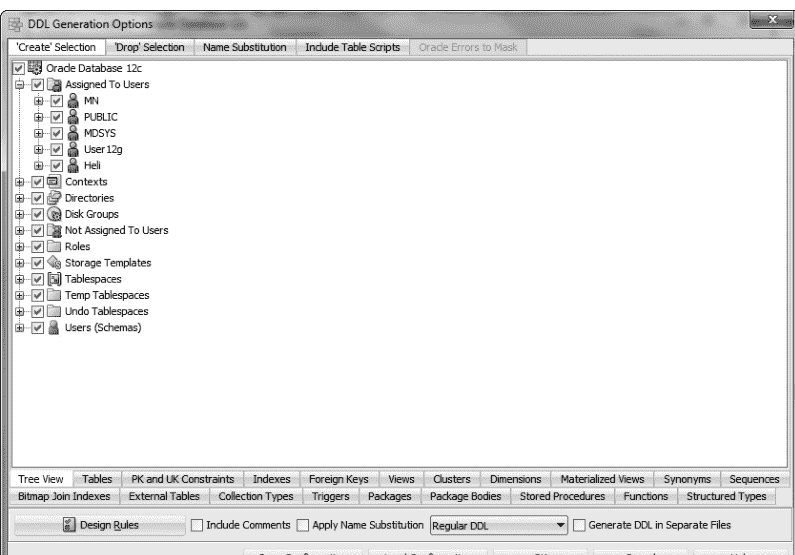 DDL Generation Options
'Create' Selection 'Drop' Selection Name Substitution Include Table Scripts Oracle Errors to Mask
Oracle Database 12c
Assigned To Users
MN
PUBLIC
MDSYS
User12g
Heli
Contexts
Directories
Disk Groups
Not Assigned To Users
Roles
Storage Templates
Tablespaces
Temp Tablespaces
Undo Tablespaces
Users (Schemas)
Tree View Tables PK and UK Constraints Indexes Foreign Keys Views Clusters Dimensions Materialized Views Synonyms Sequences
Bitmap Join Indexes External Tables Collection Types Triggers Packages Package Bodies Stored Procedures Functions Structured Types
Design Rules Include Comments Apply Name Substitution Regular DDL Generate DDL in Separate Files